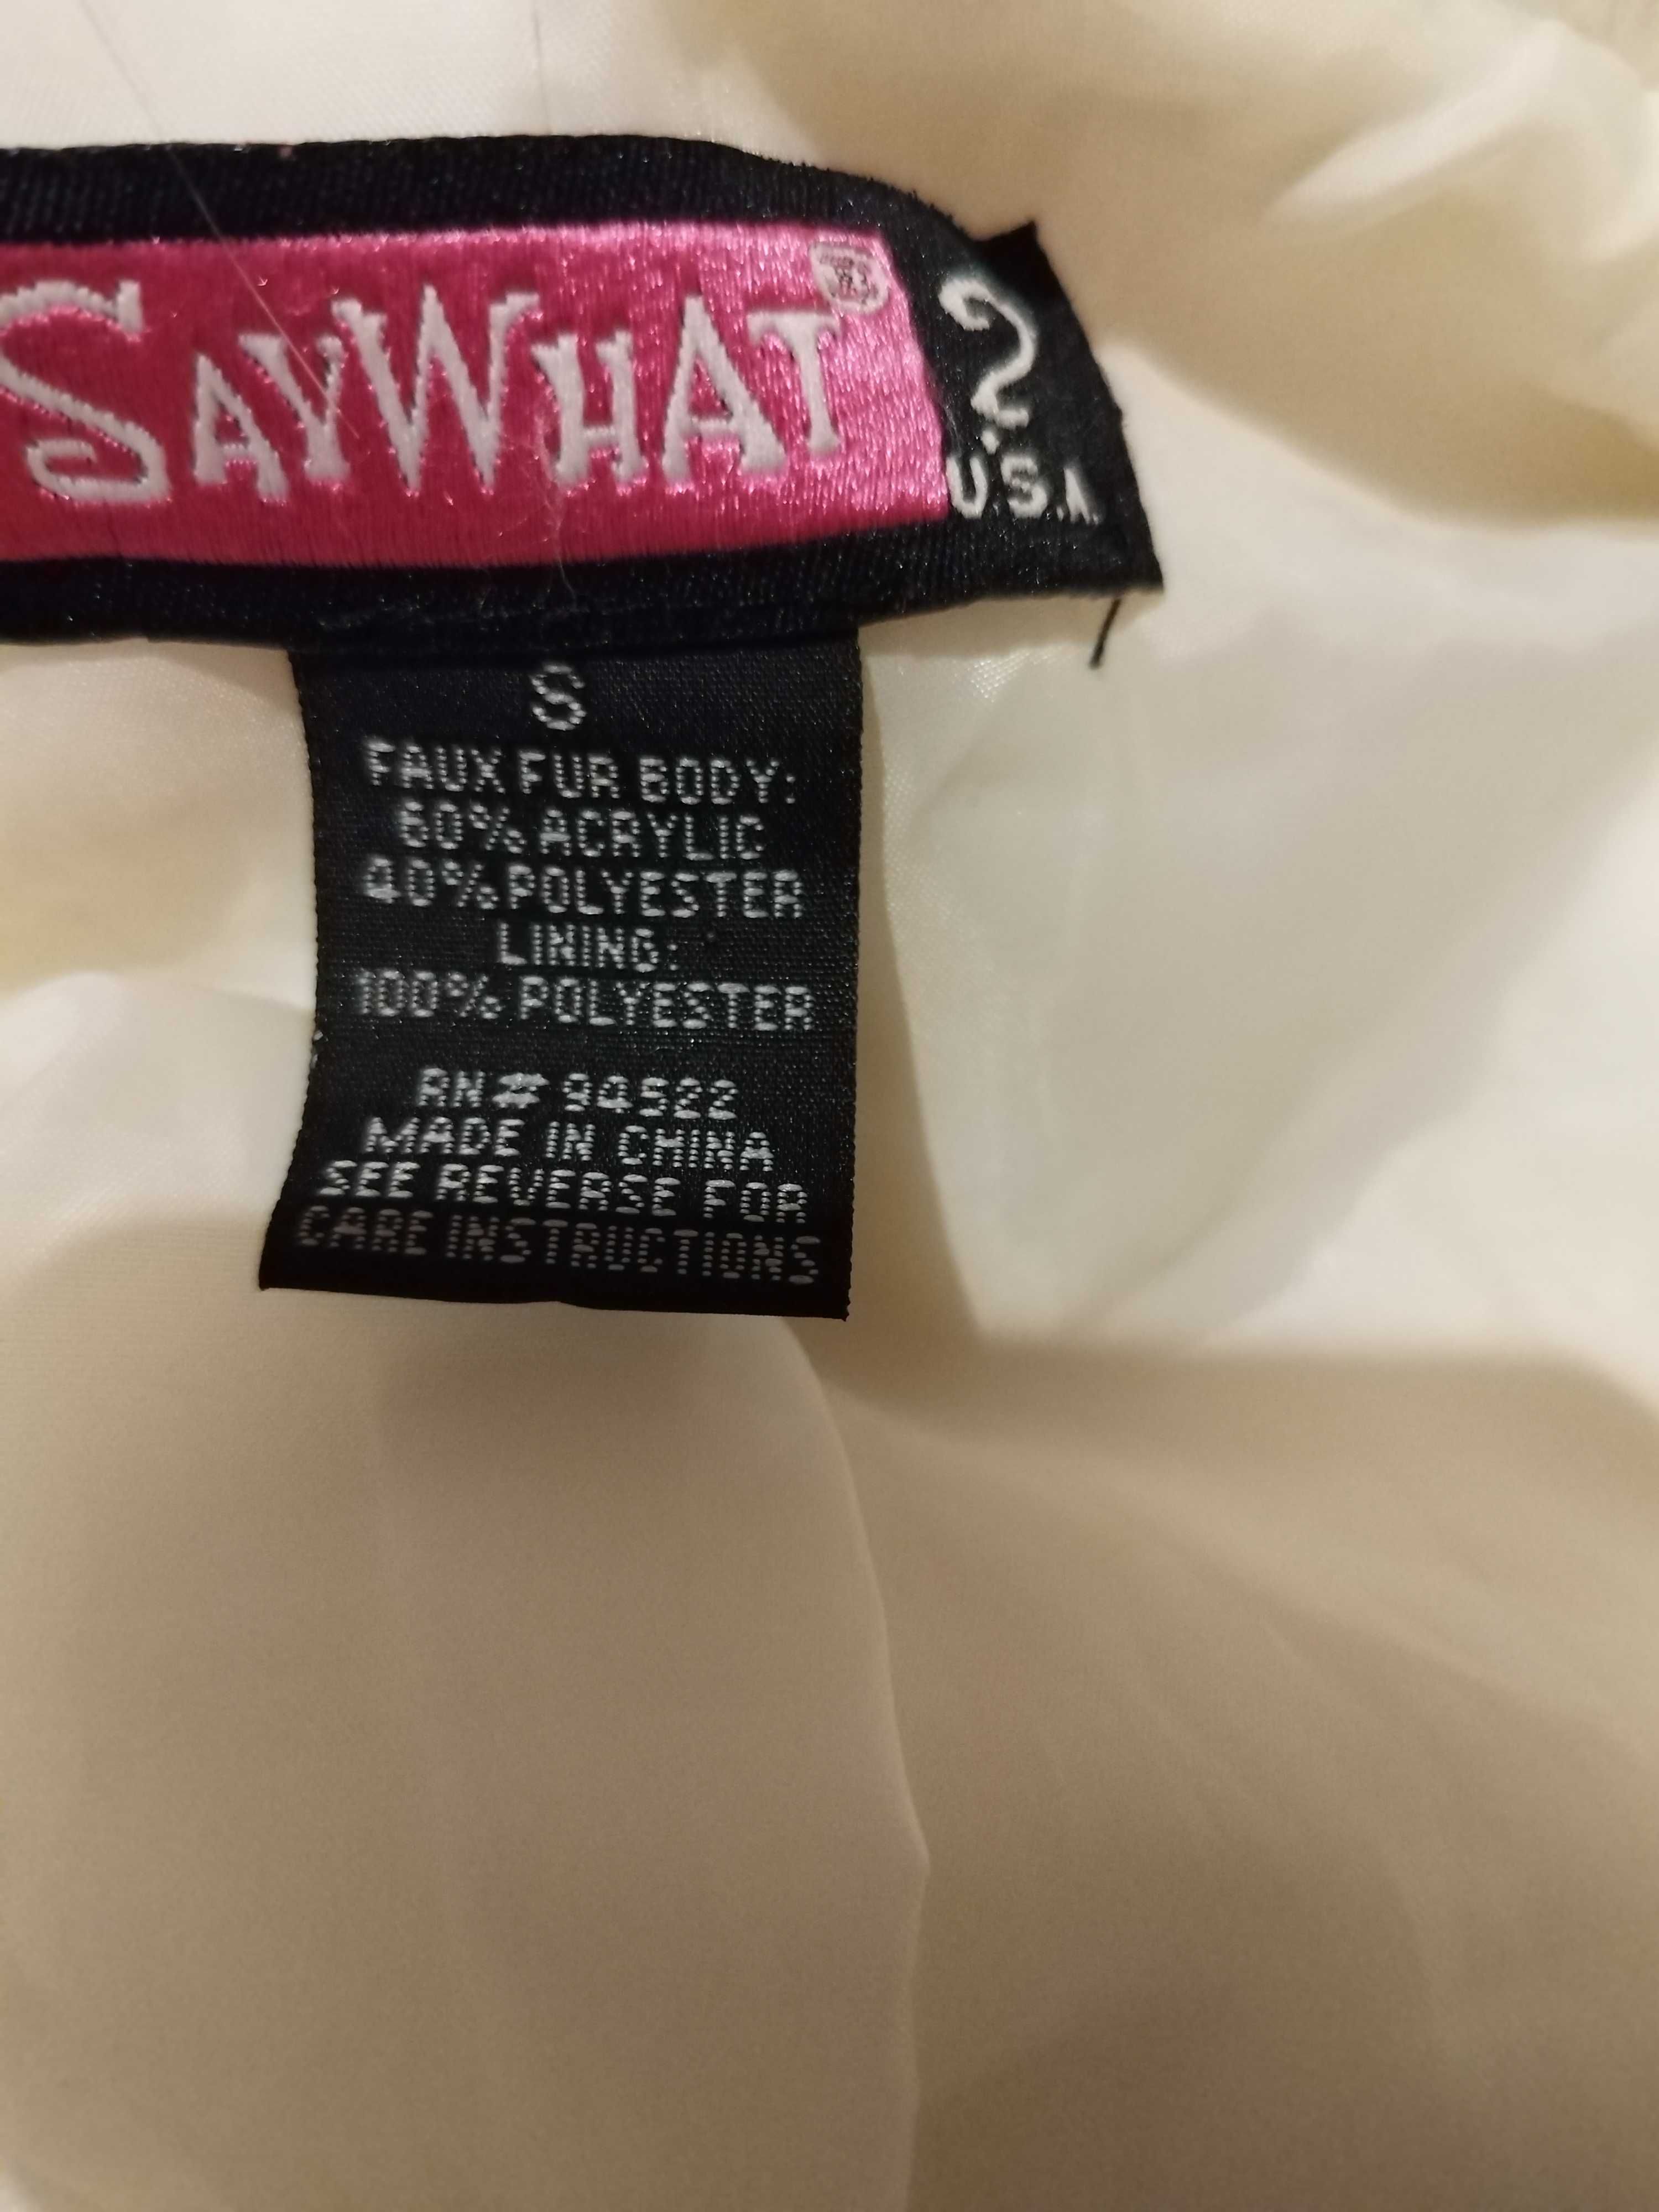 SAYWHAT®?
U.S.A.
S
FAUX FUR BODY:
60% ACRYLIC
40% POLYESTER
LINING:
100% POLYESTER
RN# 94522
MADE IN CHINA
SEE REVERSE FOR
CARE INSTRUCTIONS